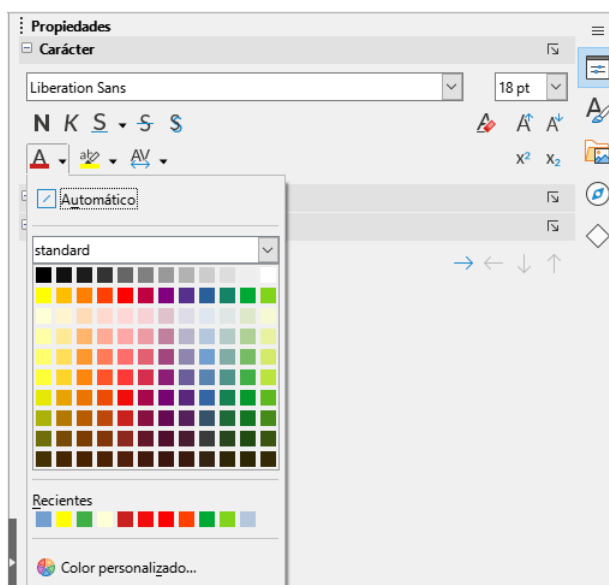 Propiedades
Carácter
Liberation Sans 18 pt
N K S S S A A A
A ab AV X² X₂
Automático
standard
Recientes
Color personalizado...